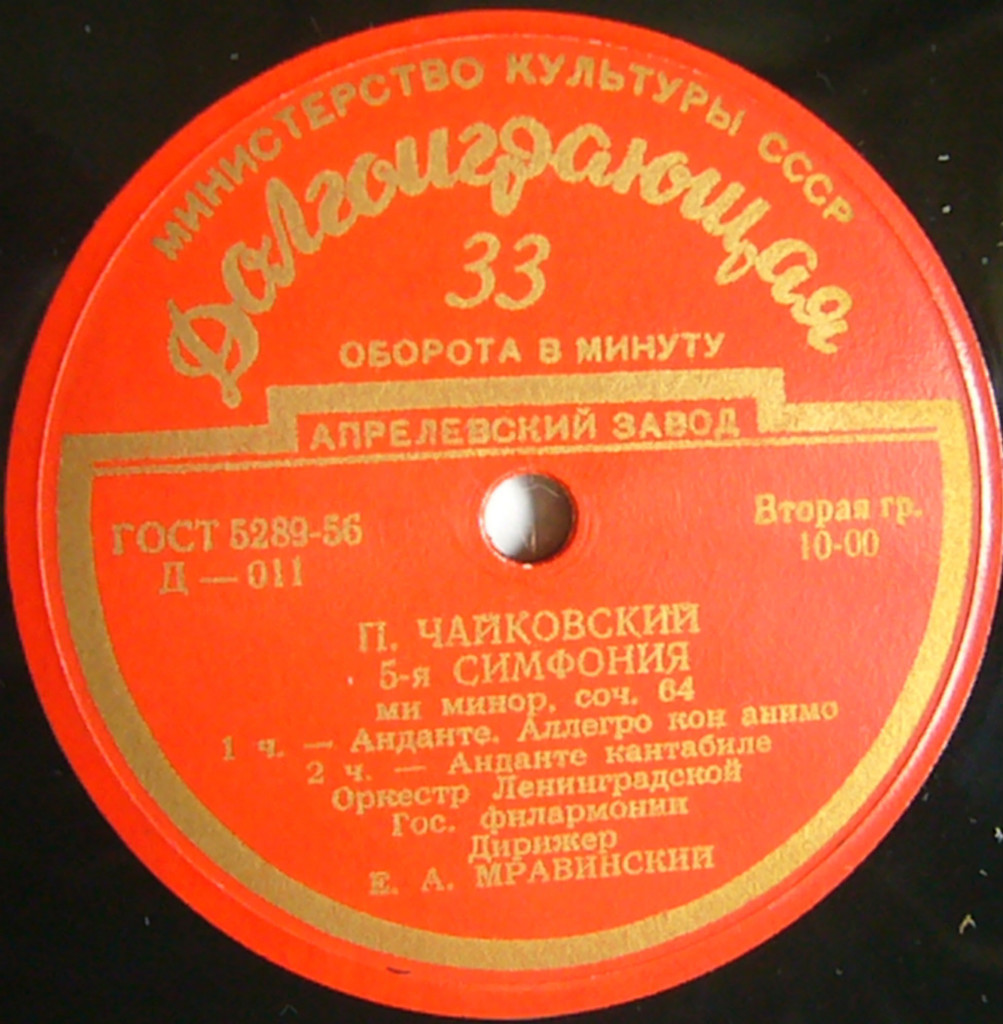 МИНИСТЕРСТВО КУЛЬТУРЫ СССР
Долгоиграющая
33
ОБОРОТА В МИНУТУ
АПРЕЛЕВСКИЙ ЗАВОД
ГОСТ 5289-56
Д — 011
Вторая гр.
10-00
П. ЧАЙКОВСКИЙ
5-я СИМФОНИЯ
ми минор, соч. 64
1 ч. — Анданте. Аллегро кон анимо
2 ч. — Анданте кантабиле
Оркестр Ленинградской
Гос. филармонии
Дирижер
Е. А. МРАВИНСКИЙ